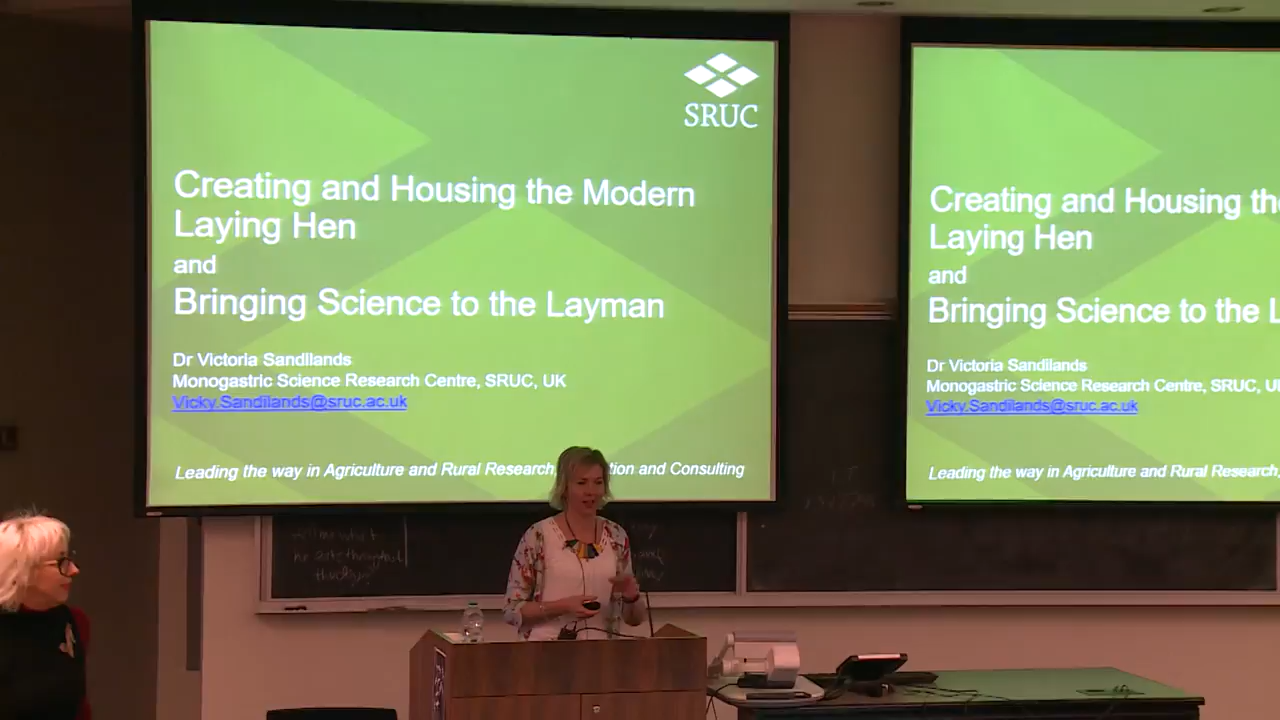 SRUC
Creating and Housing the Modern
Laying Hen
and
Bringing Science to the Layman
Dr Victoria Sandilands
Monogastric Science Research Centre, SRUC, UK
Vicky.Sandilands@sruc.ac.uk
Leading the way in Agriculture and Rural Research, tion and Consulting
Creating and Housing th
Laying Hen
and
Bringing Science to the L
Dr Victoria Sandilands
Monogastric Science Research Centre, SRUC, U
Vicky.Sandilands@sruc.ac.uk
Leading the way in Agriculture and Rural Research,